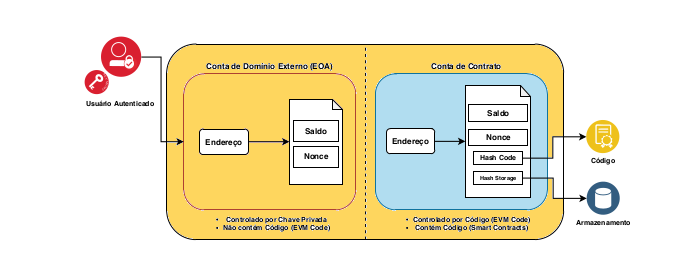 Conta de Domínio Externo (EOA)
Conta de Contrato
Usuário Autenticado
Endereço
Saldo
Nonce
Endereço
Saldo
Nonce
Hash Code
Hash Storage
Código
Armazenamento
• Controlado por Chave Privada
• Não contém Código (EVM Code)
• Controlado por Código (EVM Code)
• Contém Código (Smart Contracts)